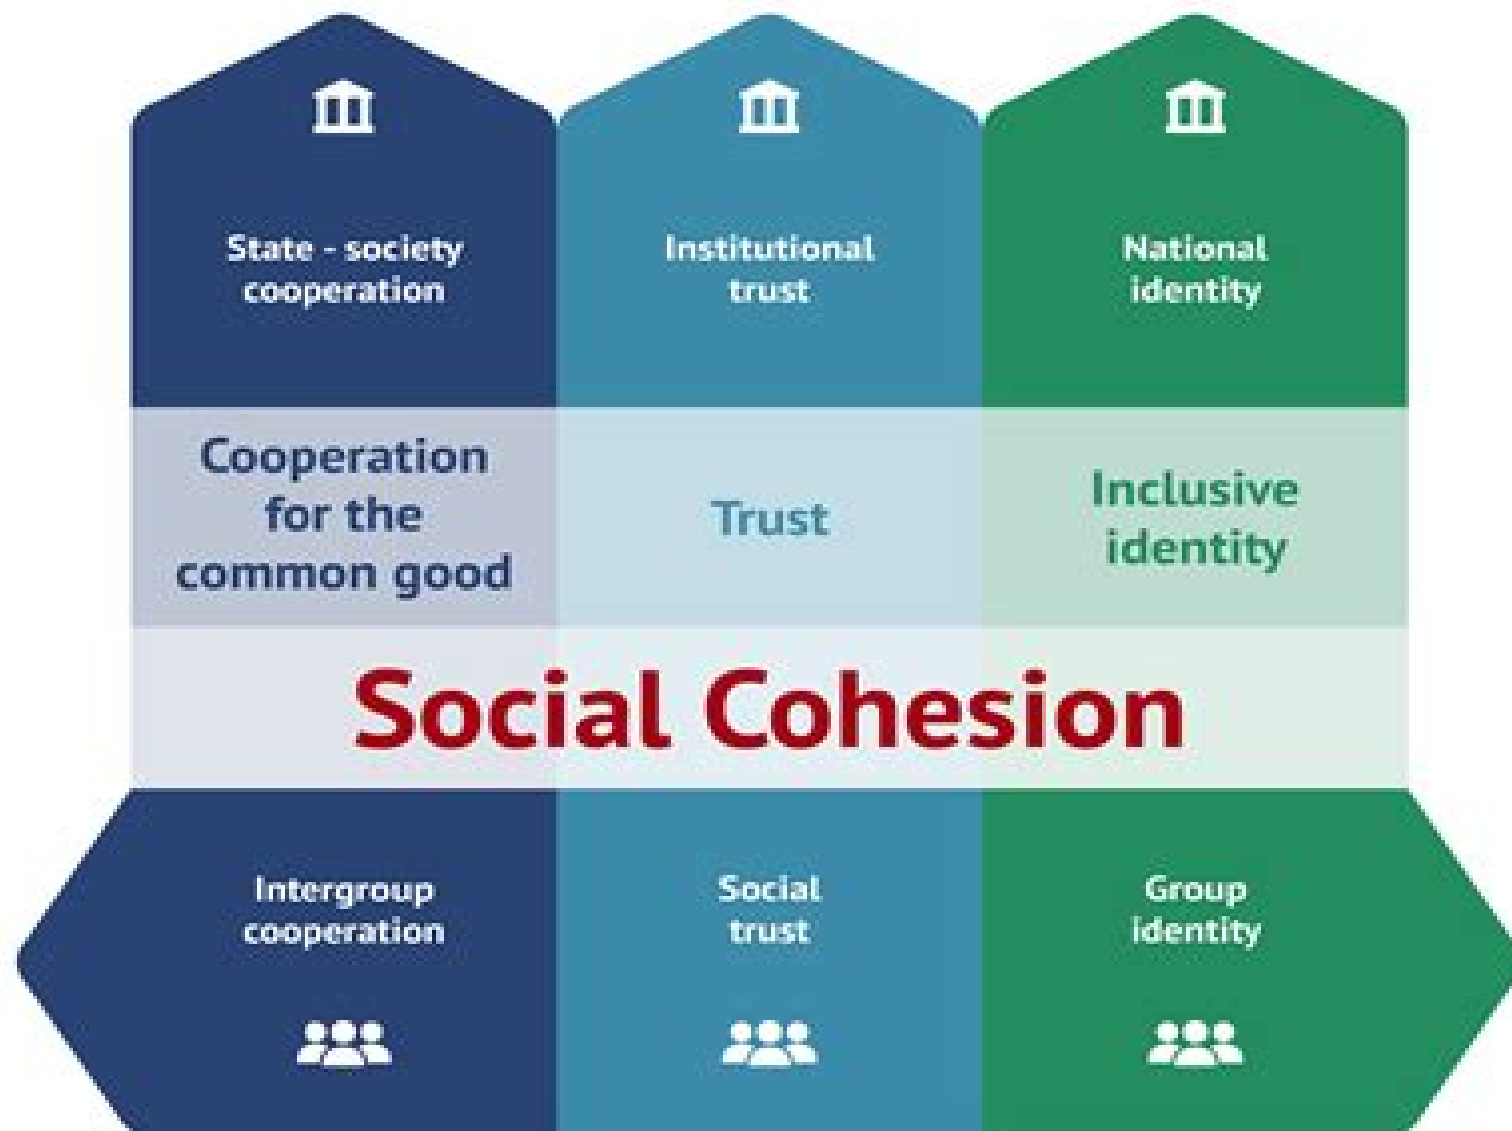 State - society
cooperation
Institutional
trust
National
identity
Cooperation
for the
common good
Trust
Inclusive
identity
Social Cohesion
Intergroup
cooperation
Social
trust
Group
identity